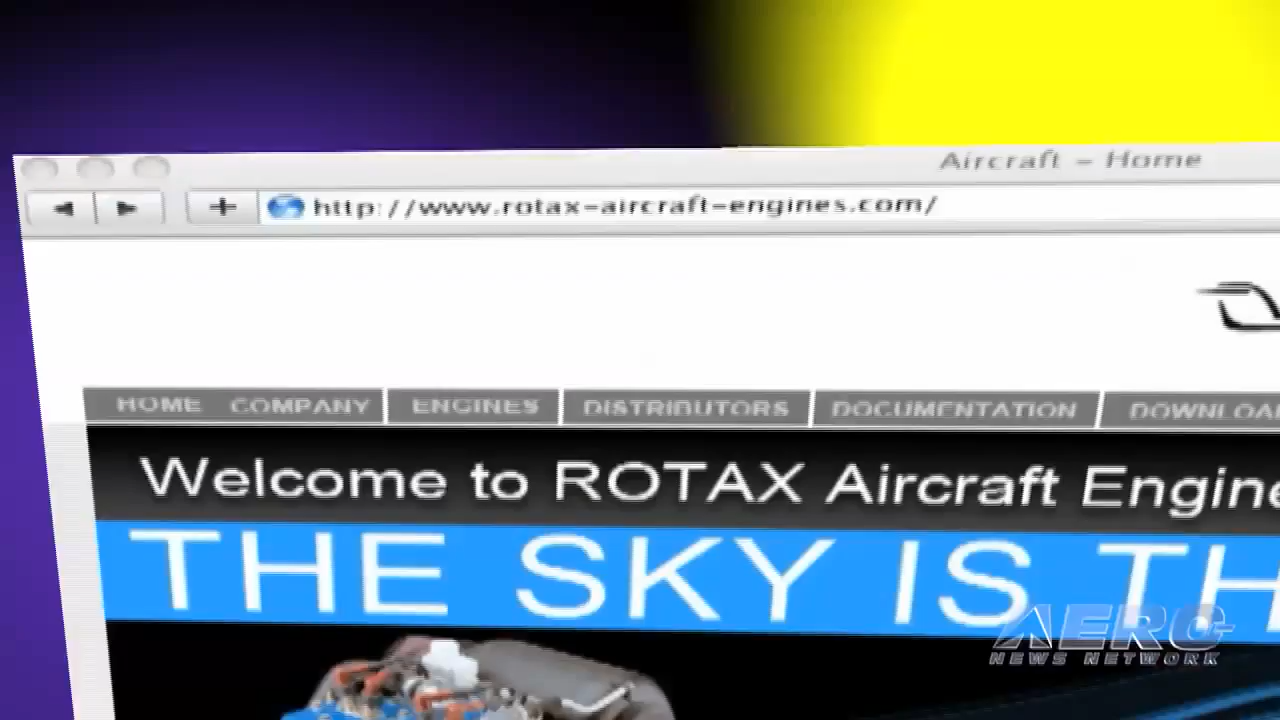 Aircraft – Home
http://www.rotax-aircraft-engines.com/
HOME COMPANY ENGINES DISTRIBUTORS DOCUMENTATION DOWNLOA
Welcome to ROTAX Aircraft Engine
THE SKY IS TH
AERO
NEWS NETWORK